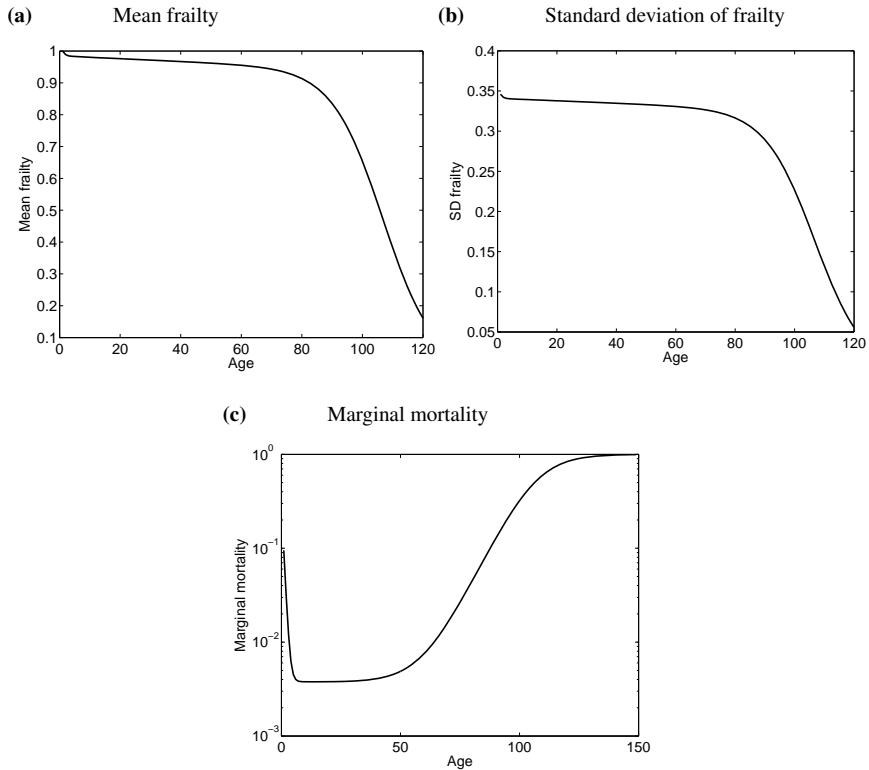 (a) Mean frailty
1
0.9
0.8
0.7
0.6
0.5
0.4
0.3
0.2
0.1
0 20 40 60 80 100 120
Age
Mean frailty
(b) Standard deviation of frailty
0.4
0.35
0.3
0.25
0.2
0.15
0.1
0.05
0 20 40 60 80 100 120
Age
SD frailty
(c) Marginal mortality
10^0
10^-1
10^-2
10^-3
0 50 100 150
Age
Marginal mortality